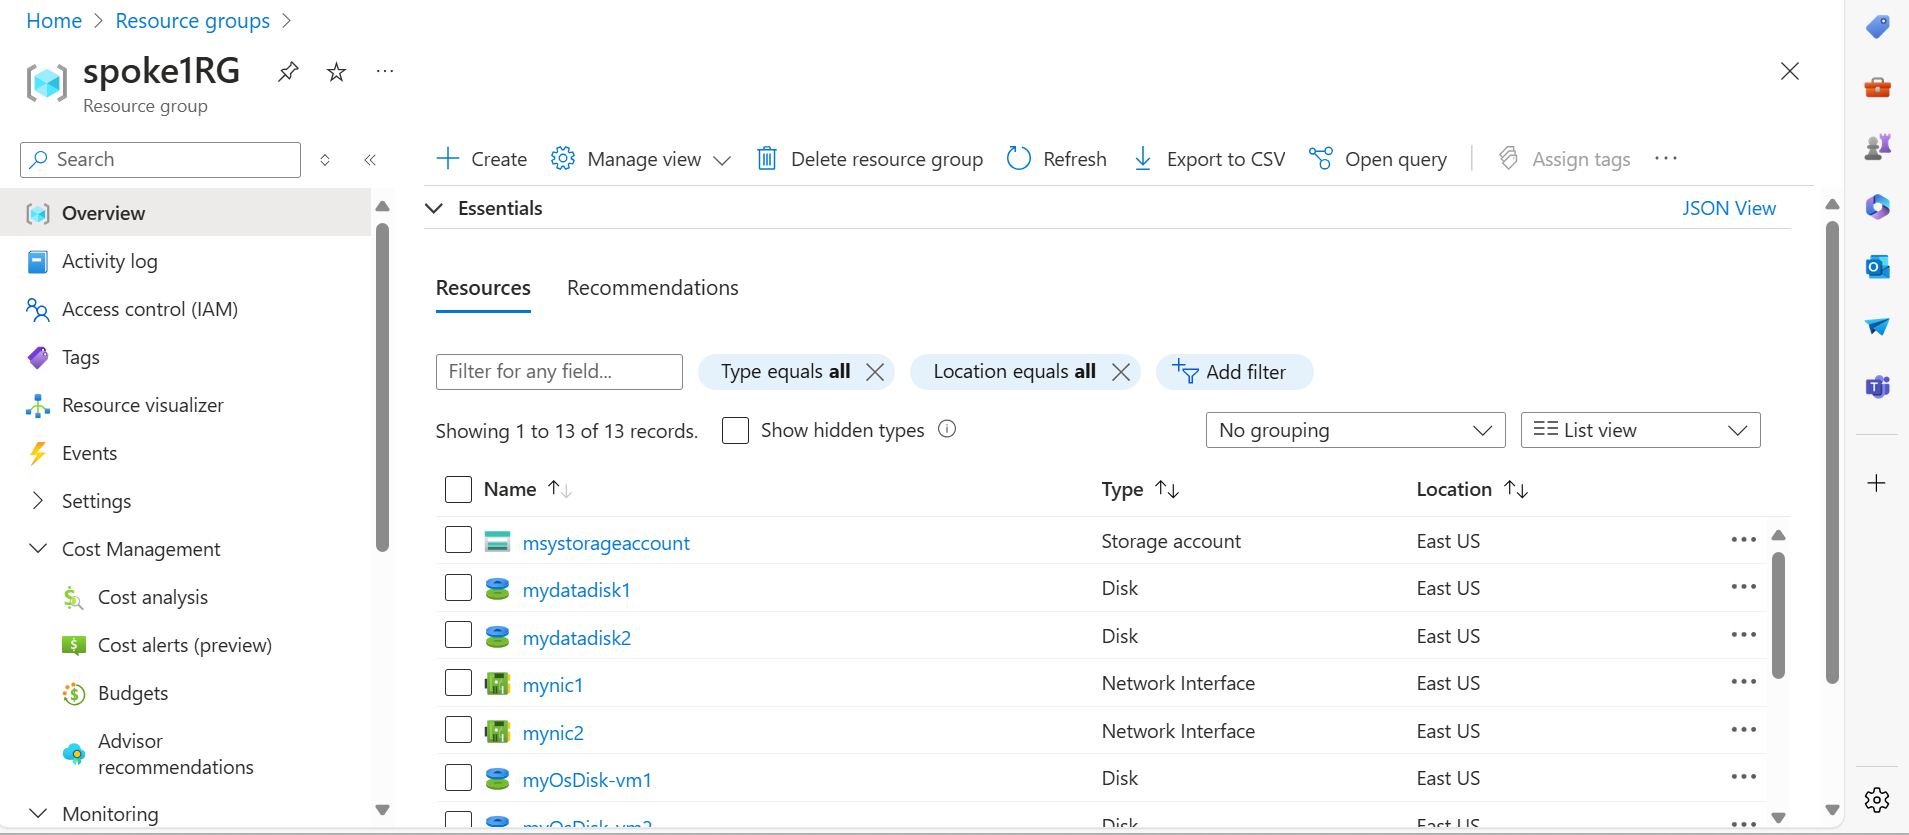 Home > Resource groups >
spoke1RG
Resource group
Search
Overview
Activity log
Access control (IAM)
Tags
Resource visualizer
Events
Settings
Cost Management
Cost analysis
Cost alerts (preview)
Budgets
Advisor
recommendations
Monitoring
Create Manage view Delete resource group Refresh Export to CSV Open query Assign tags
Essentials JSON View
Resources Recommendations
Filter for any field... Type equals all Location equals all Add filter
Showing 1 to 13 of 13 records. Show hidden types No grouping List view
Name Type Location
msystorageaccount Storage account East US
mydatadisk1 Disk East US
mydatadisk2 Disk East US
mynic1 Network Interface East US
mynic2 Network Interface East US
myOsDisk-vm1 Disk East US
myOsDisk-vm2 Disk East US